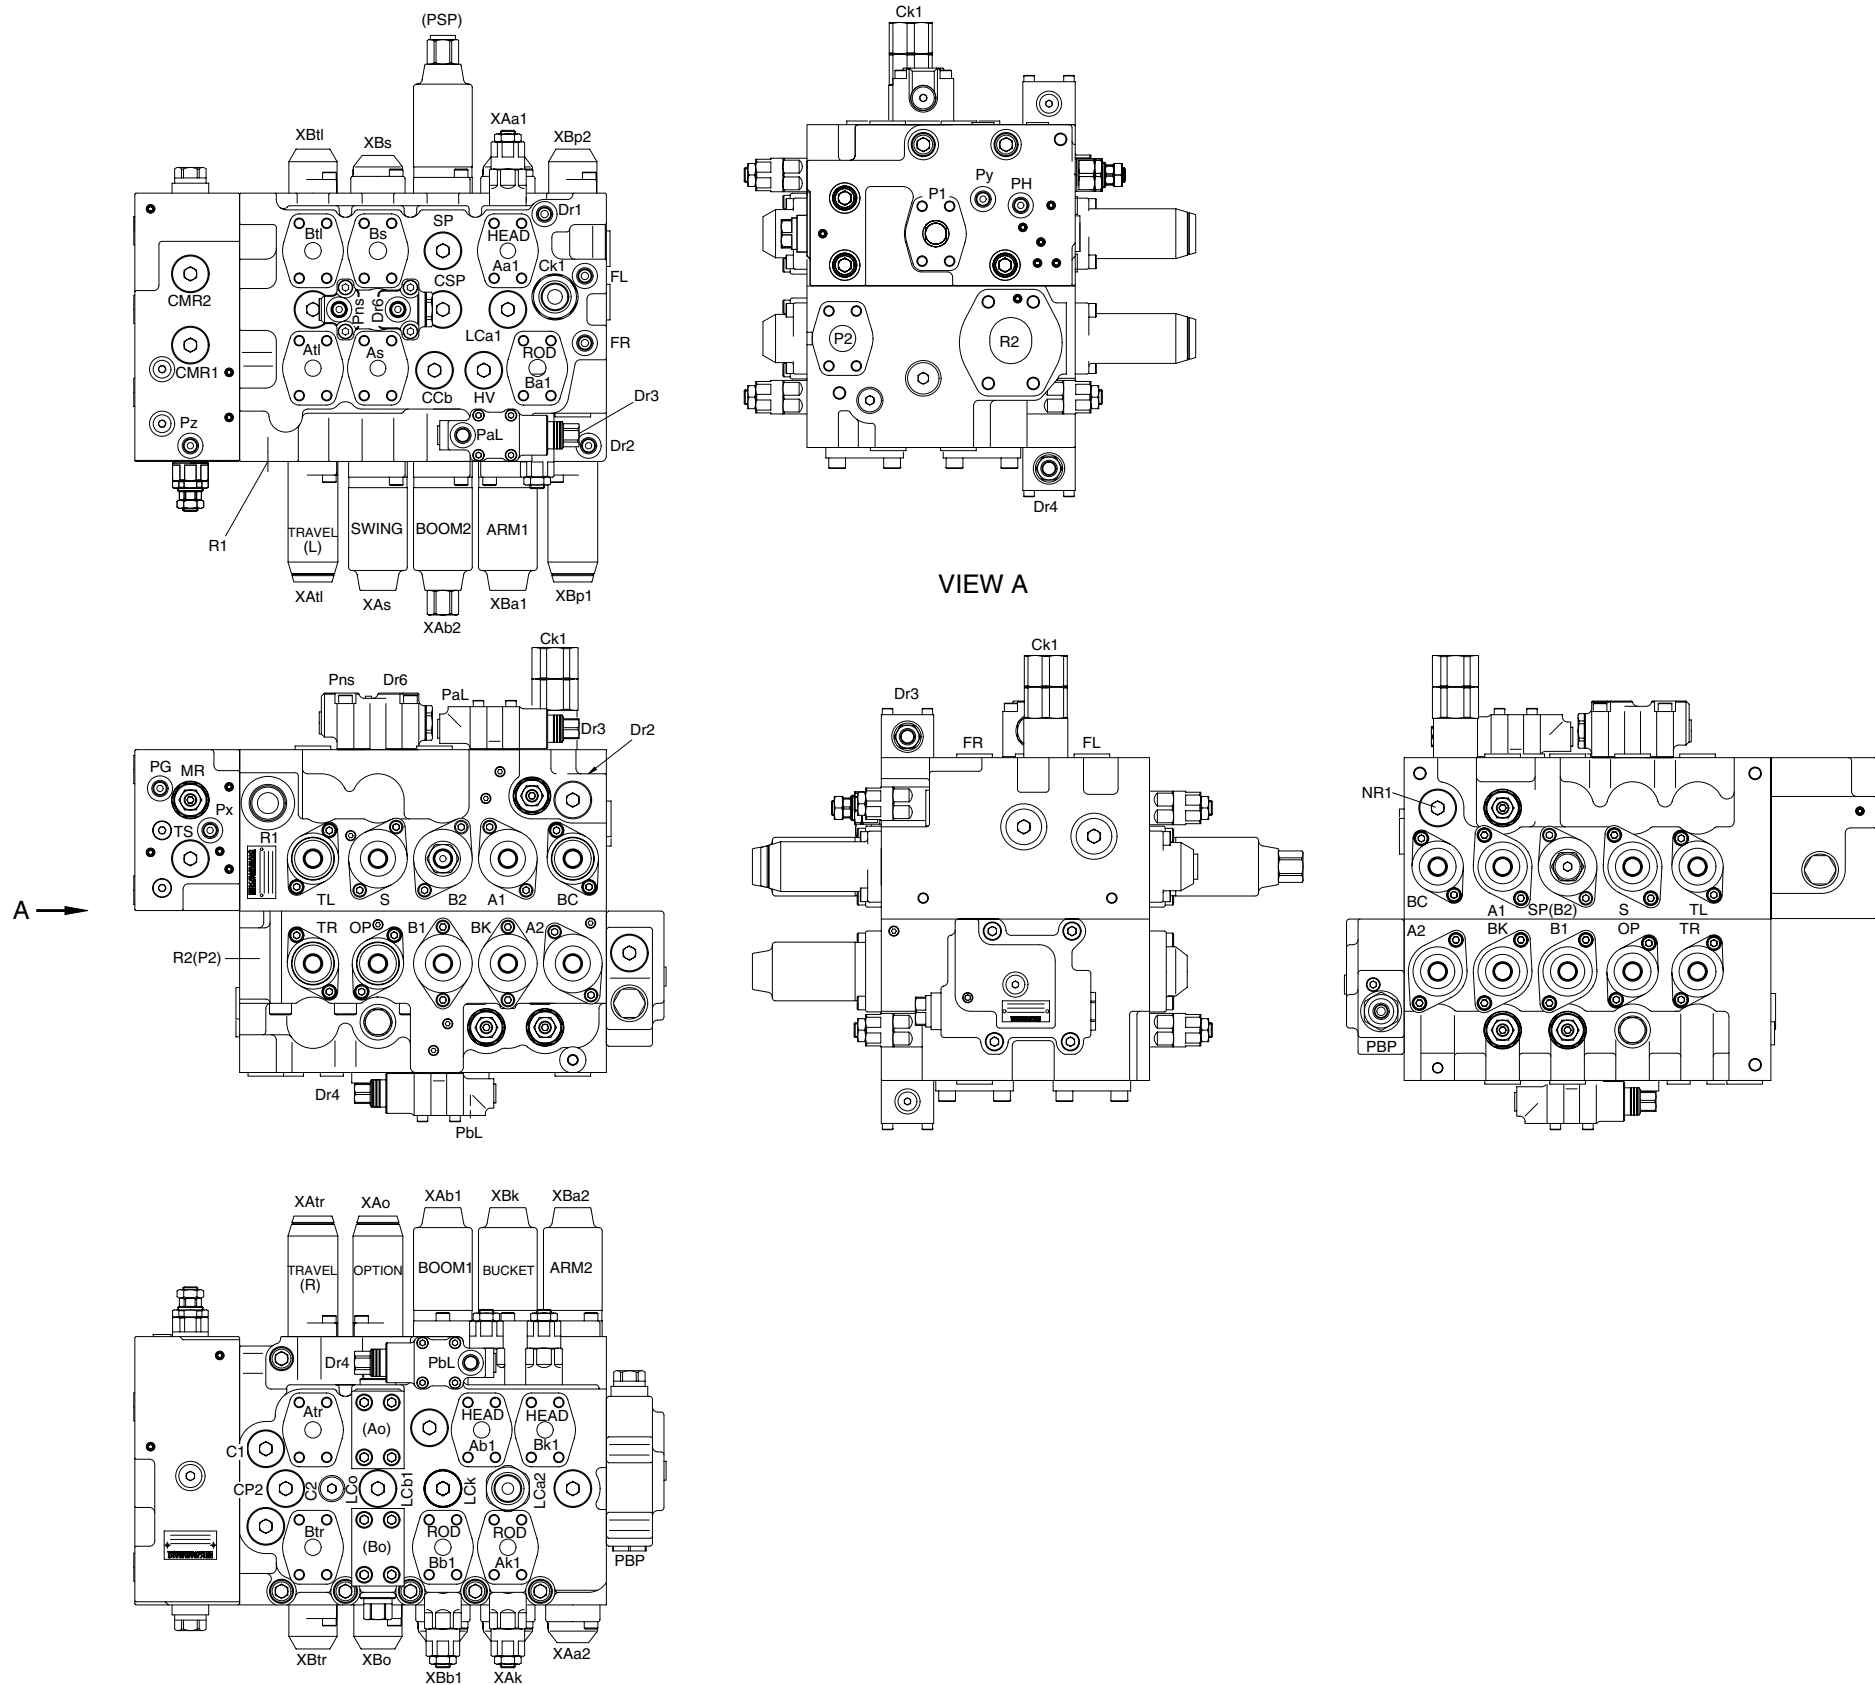 (PSP)
XBtl
XBs
XAa1
XBp2
Btl
Bs
SP
HEAD
Aa1
Dr1
Ck1
FL
CMR2
Pns
Dr6
CSP
LCa1
FR
CMR1
Atl
As
ROD
Ba1
CCb
HV
Dr3
Pz
PaL
Dr2
R1
TRAVEL
(L)
SWING
BOOM2
ARM1
XAtl
XAs
XAb2
XBa1
XBp1
Ck1
Py
PH
P1
P2
R2
Dr4
VIEW A
Ck1
Pns
Dr6
PaL
Dr3
Dr2
PG
MR
Px
TS
R1
TL
S
B2
A1
BC
A
TR
OP
B1
BK
A2
R2(P2)
Dr4
PbL
Ck1
Dr3
FR
FL
NR1
BC
A1
SP(B2)
S
TL
A2
BK
B1
OP
TR
PBP
XAtr
XAo
XAb1
XBk
XBa2
TRAVEL
(R)
OPTION
BOOM1
BUCKET
ARM2
Dr4
PbL
Atr
(Ao)
HEAD
Ab1
HEAD
Bk1
C1
CP2
C2
LCo
LCb1
LCk
LCa2
Btr
(Bo)
ROD
Bb1
ROD
Ak1
PBP
XBtr
XBo
XBb1
XAk
XAa2